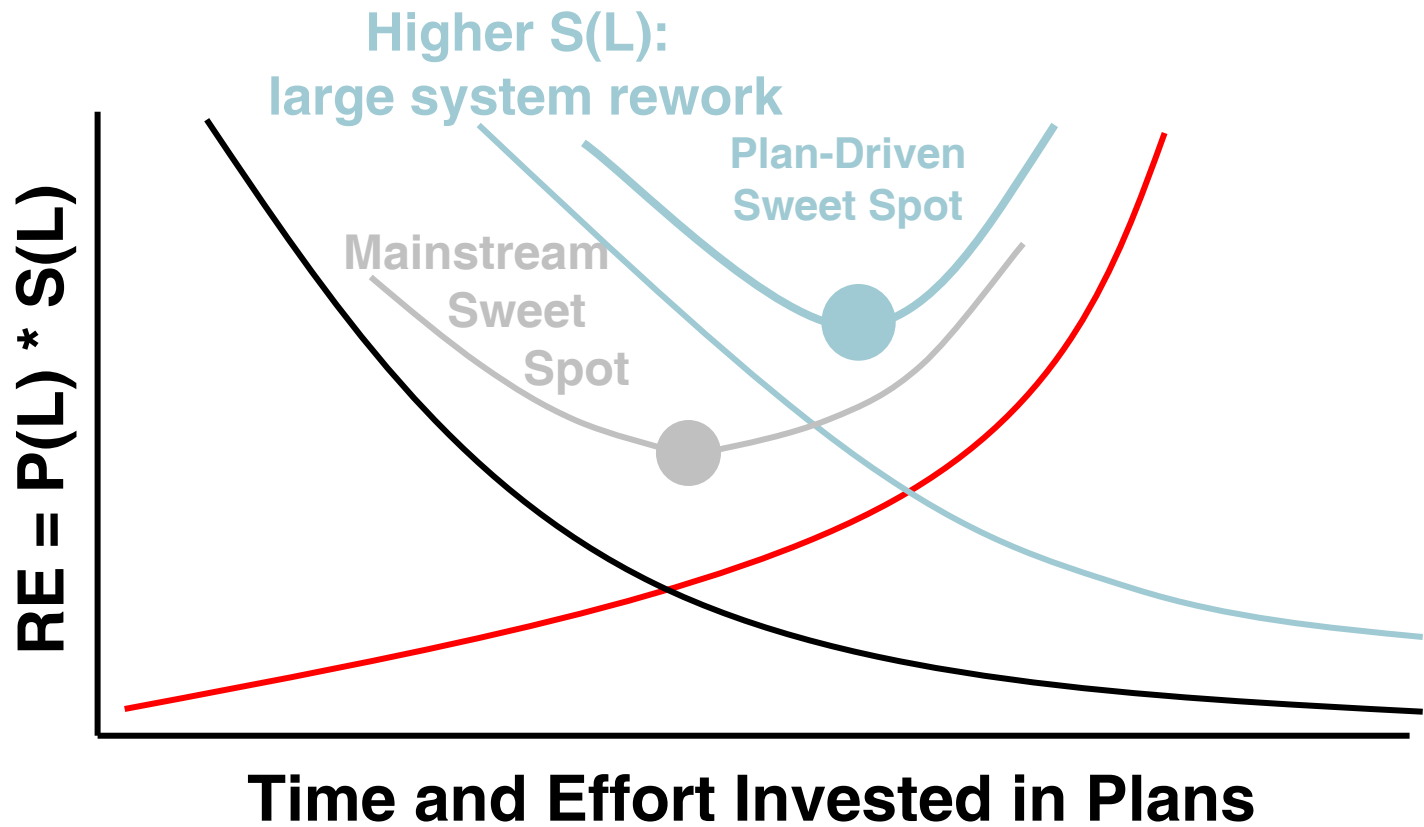 Higher S(L):
large system rework
Plan-Driven
Sweet Spot
Mainstream
Sweet
Spot
RE = P(L) * S(L)
Time and Effort Invested in Plans